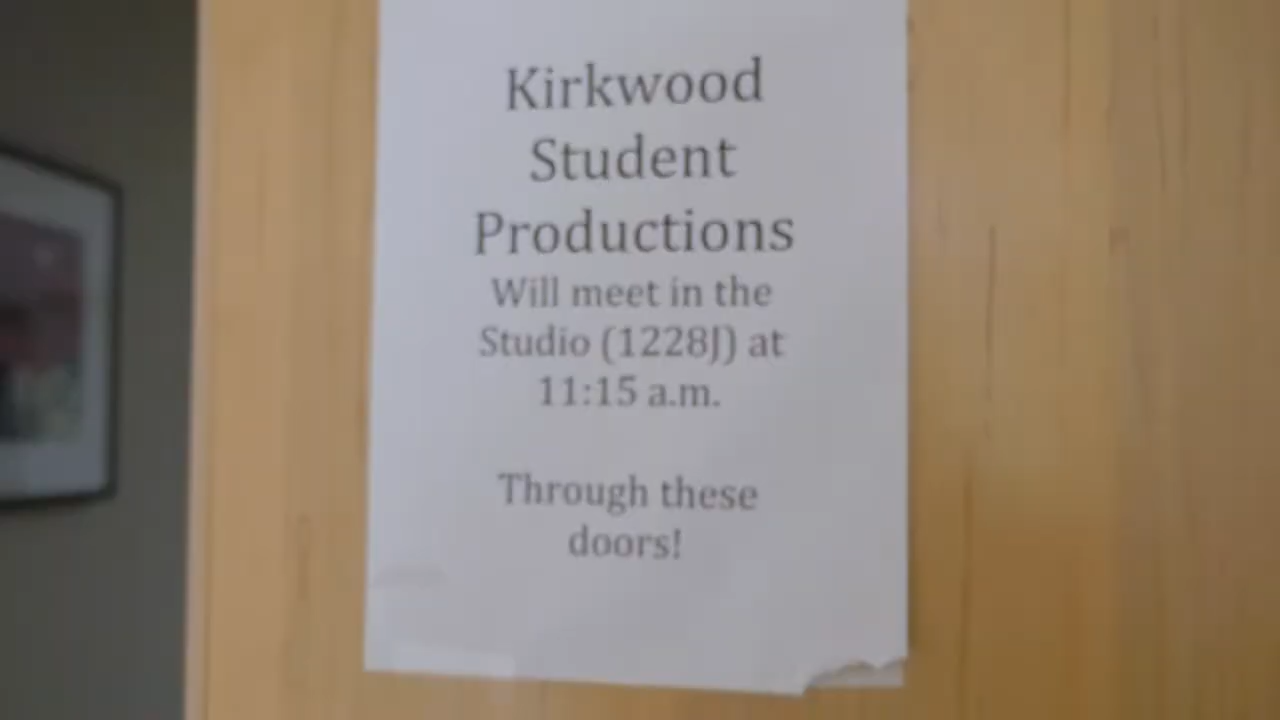 Kirkwood
Student
Productions
Will meet in the
Studio (1228J) at
11:15 a.m.
Through these
doors!